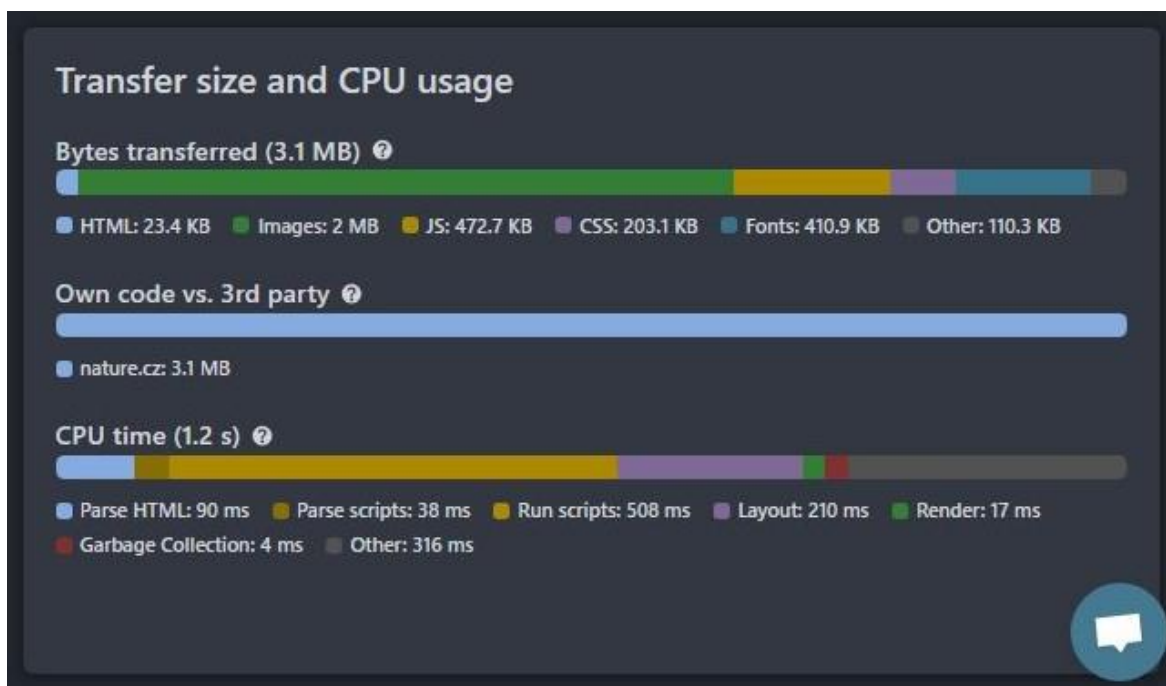 Transfer size and CPU usage
Bytes transferred (3.1 MB) ?
HTML: 23.4 KB Images: 2 MB JS: 472.7 KB CSS: 203.1 KB Fonts: 410.9 KB Other: 110.3 KB
Own code vs. 3rd party ?
nature.cz: 3.1 MB
CPU time (1.2 s) ?
Parse HTML: 90 ms Parse scripts: 38 ms Run scripts: 508 ms Layout: 210 ms Render: 17 ms
Garbage Collection: 4 ms Other: 316 ms